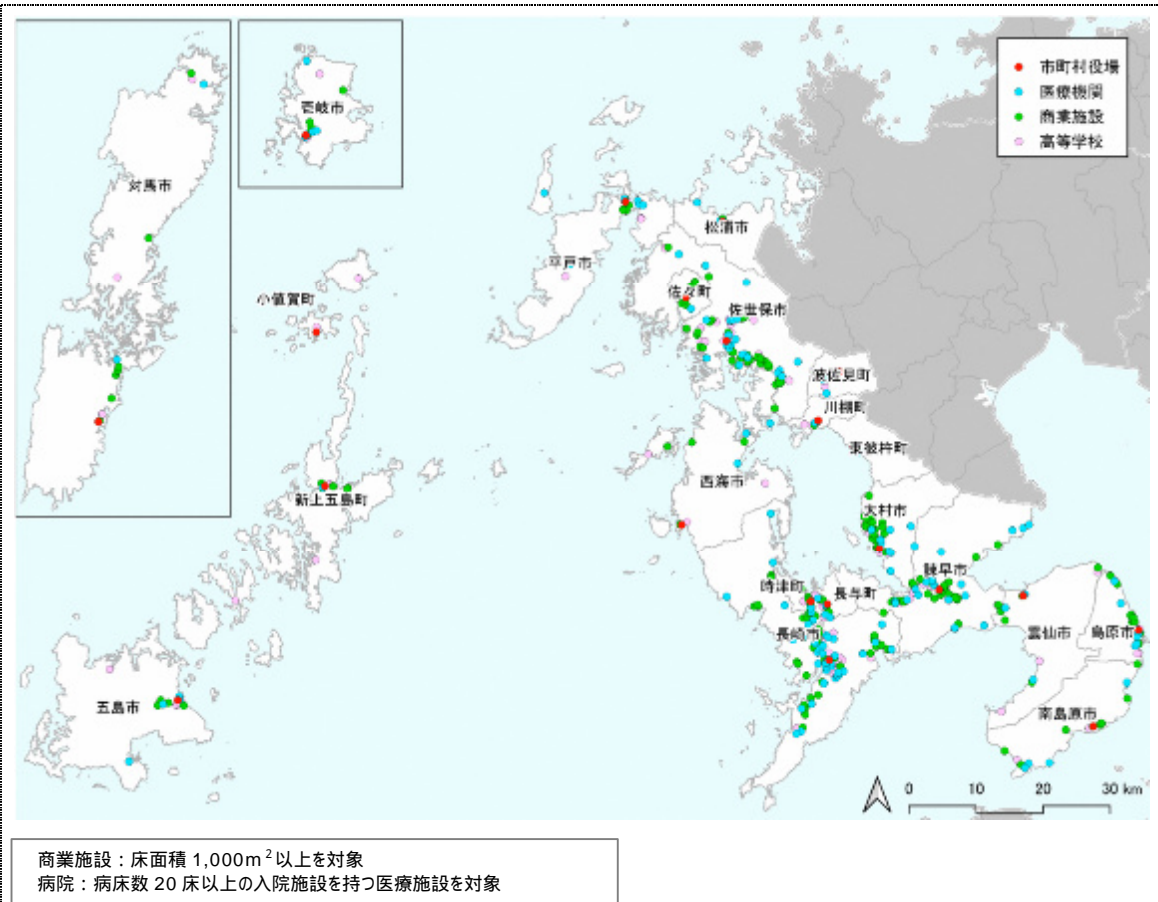 市町村役場
医療機関
商業施設
高等学校
壱岐市
対馬市
松浦市
平戸市
小値賀町
佐々町
佐世保市
波佐見町
川棚町
東彼杵町
西海市
新上五島町
大村市
諫早市
時津町
長与町
長崎市
雲仙市
島原市
五島市
南島原市
0 10 20 30 km
商業施設：床面積 1,000m²以上を対象
病院：病床数 20 床以上の入院施設を持つ医療施設を対象